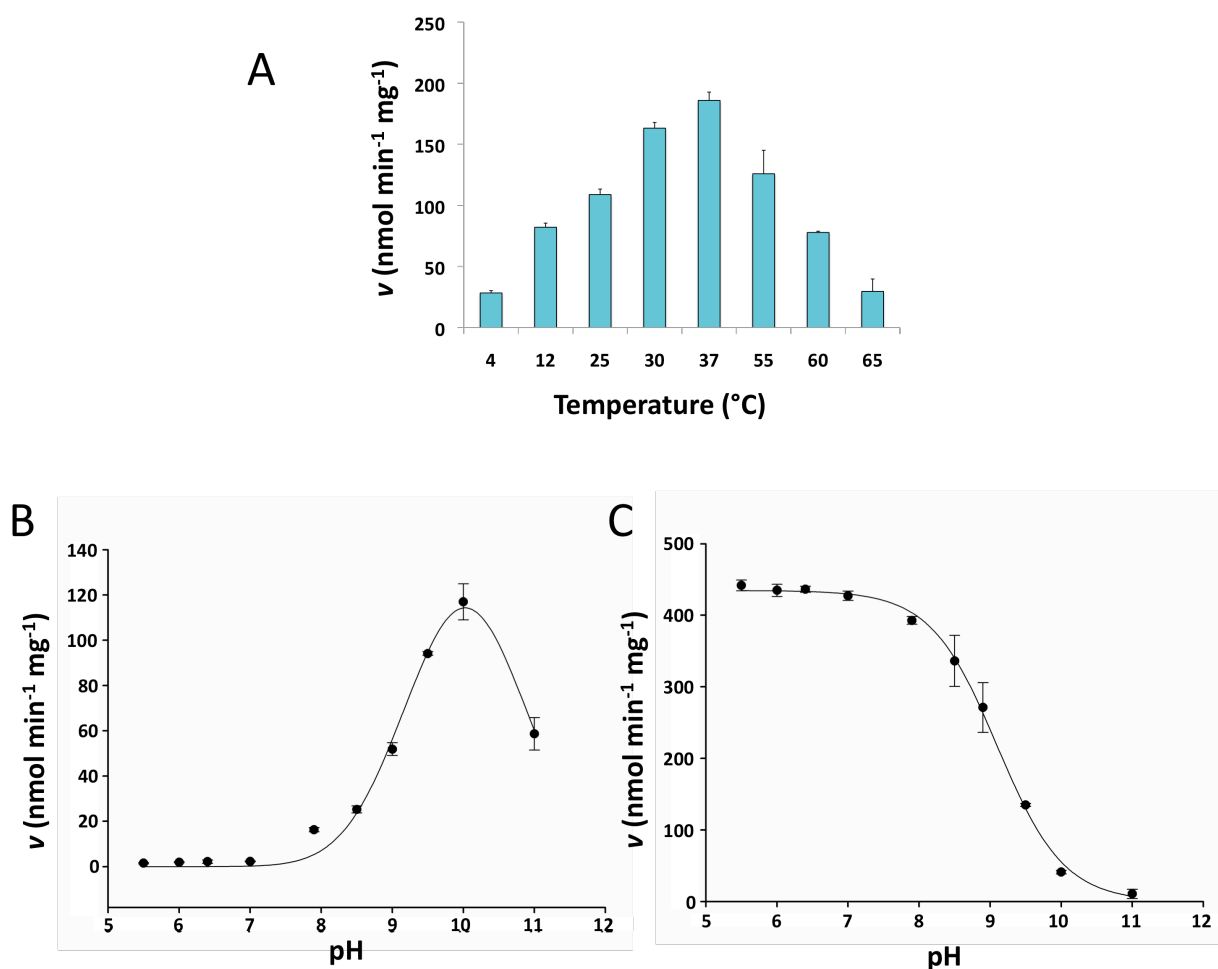 A
250
200
150
100
50
0
v (nmol min-1 mg-1)
4 12 25 30 37 55 60 65
Temperature (°C)
B
140
120
100
80
60
40
20
0
v (nmol min-1 mg-1)
5 6 7 8 9 10 11 12
pH
C
500
400
300
200
100
0
v (nmol min-1 mg-1)
5 6 7 8 9 10 11 12
pH